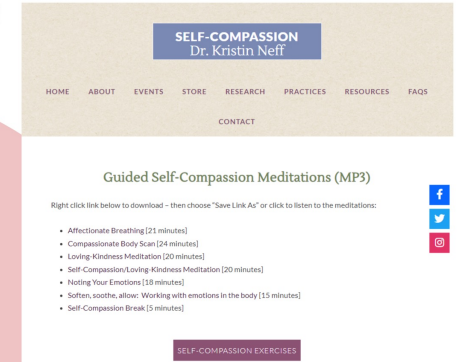 SELF-COMPASSION
Dr. Kristin Neff
HOME ABOUT EVENTS STORE RESEARCH PRACTICES RESOURCES FAQS
CONTACT
Guided Self-Compassion Meditations (MP3)
Right click link below to download – then choose "Save Link As" or click to listen to the meditations:
• Affectionate Breathing [21 minutes]
• Compassionate Body Scan [24 minutes]
• Loving-Kindness Meditation [20 minutes]
• Self-Compassion/Loving-Kindness Meditation [20 minutes]
• Noting Your Emotions [18 minutes]
• Soften, soothe, allow: Working with emotions in the body [15 minutes]
• Self-Compassion Break [5 minutes]
SELF-COMPASSION EXERCISES